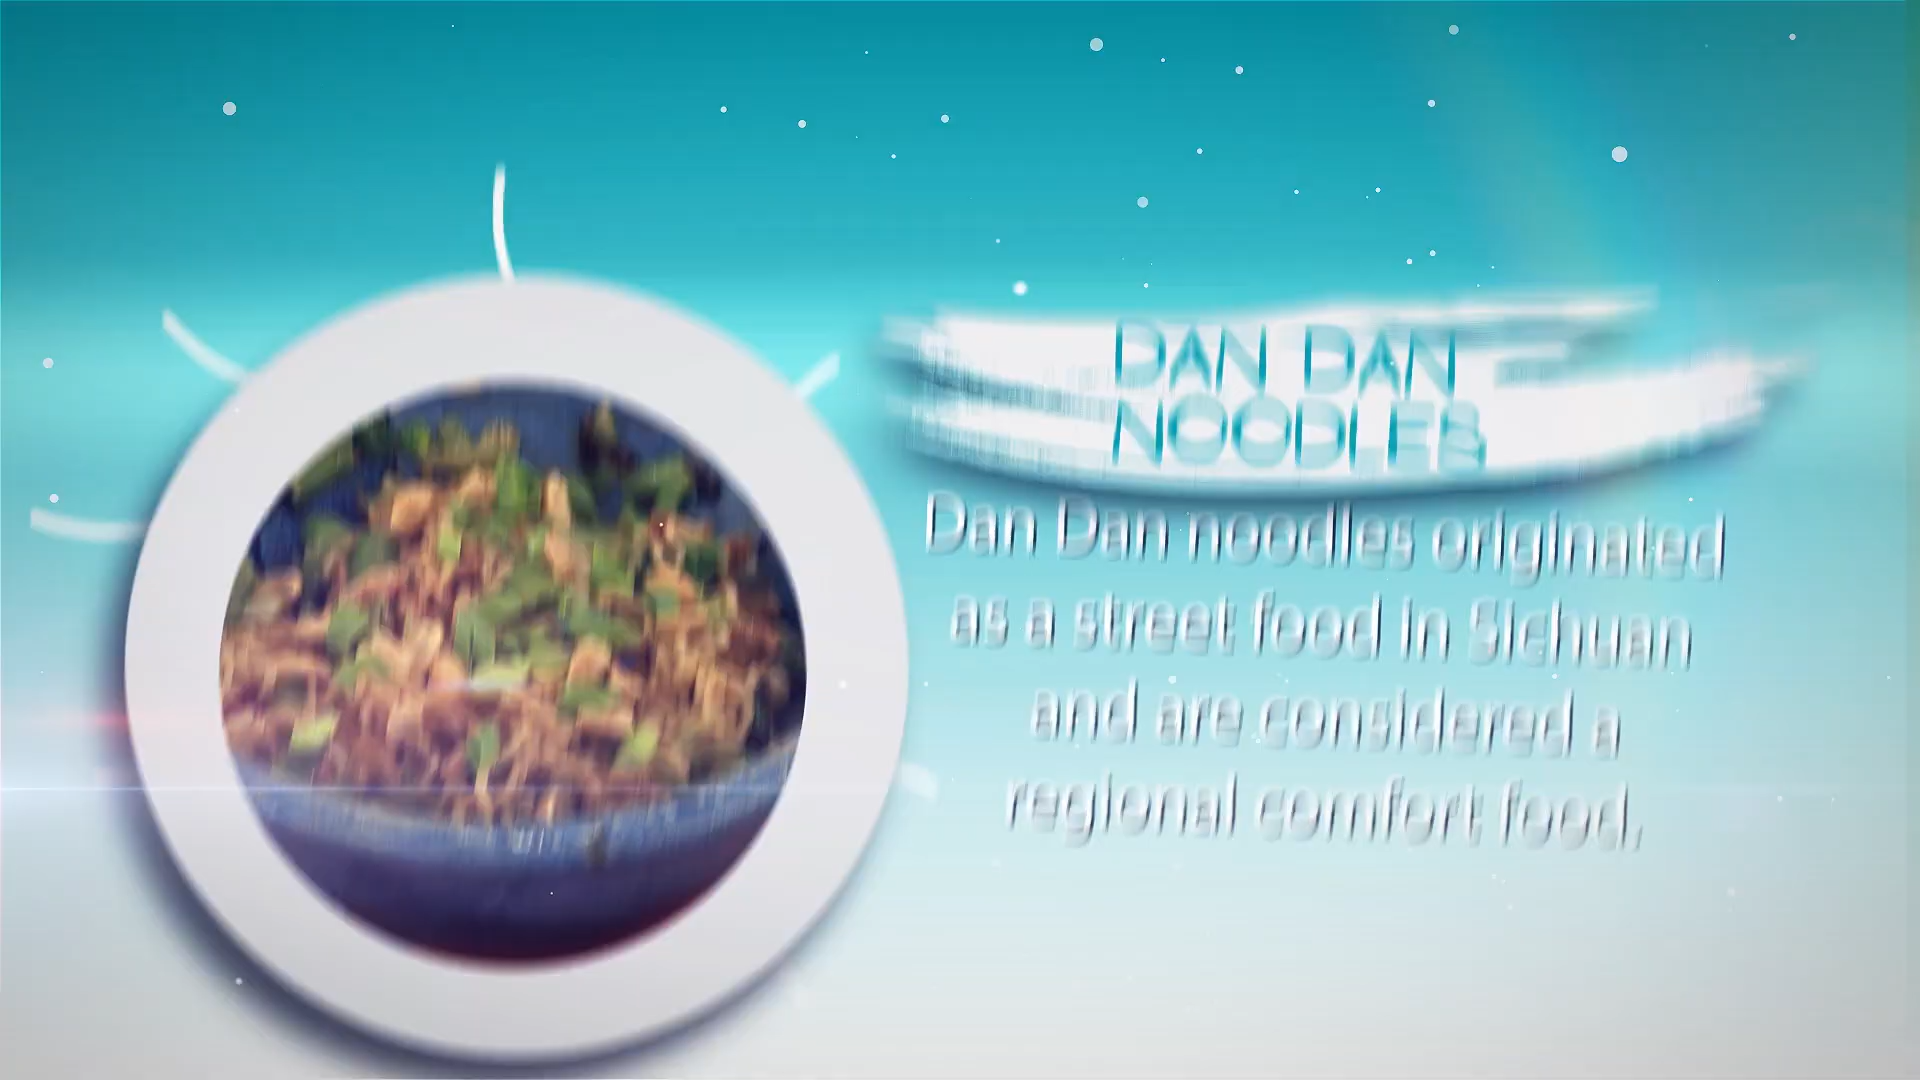 DAN DAN
NOODLES
Dan Dan noodles originated
as a street food in Sichuan
and are considered a
regional comfort food.